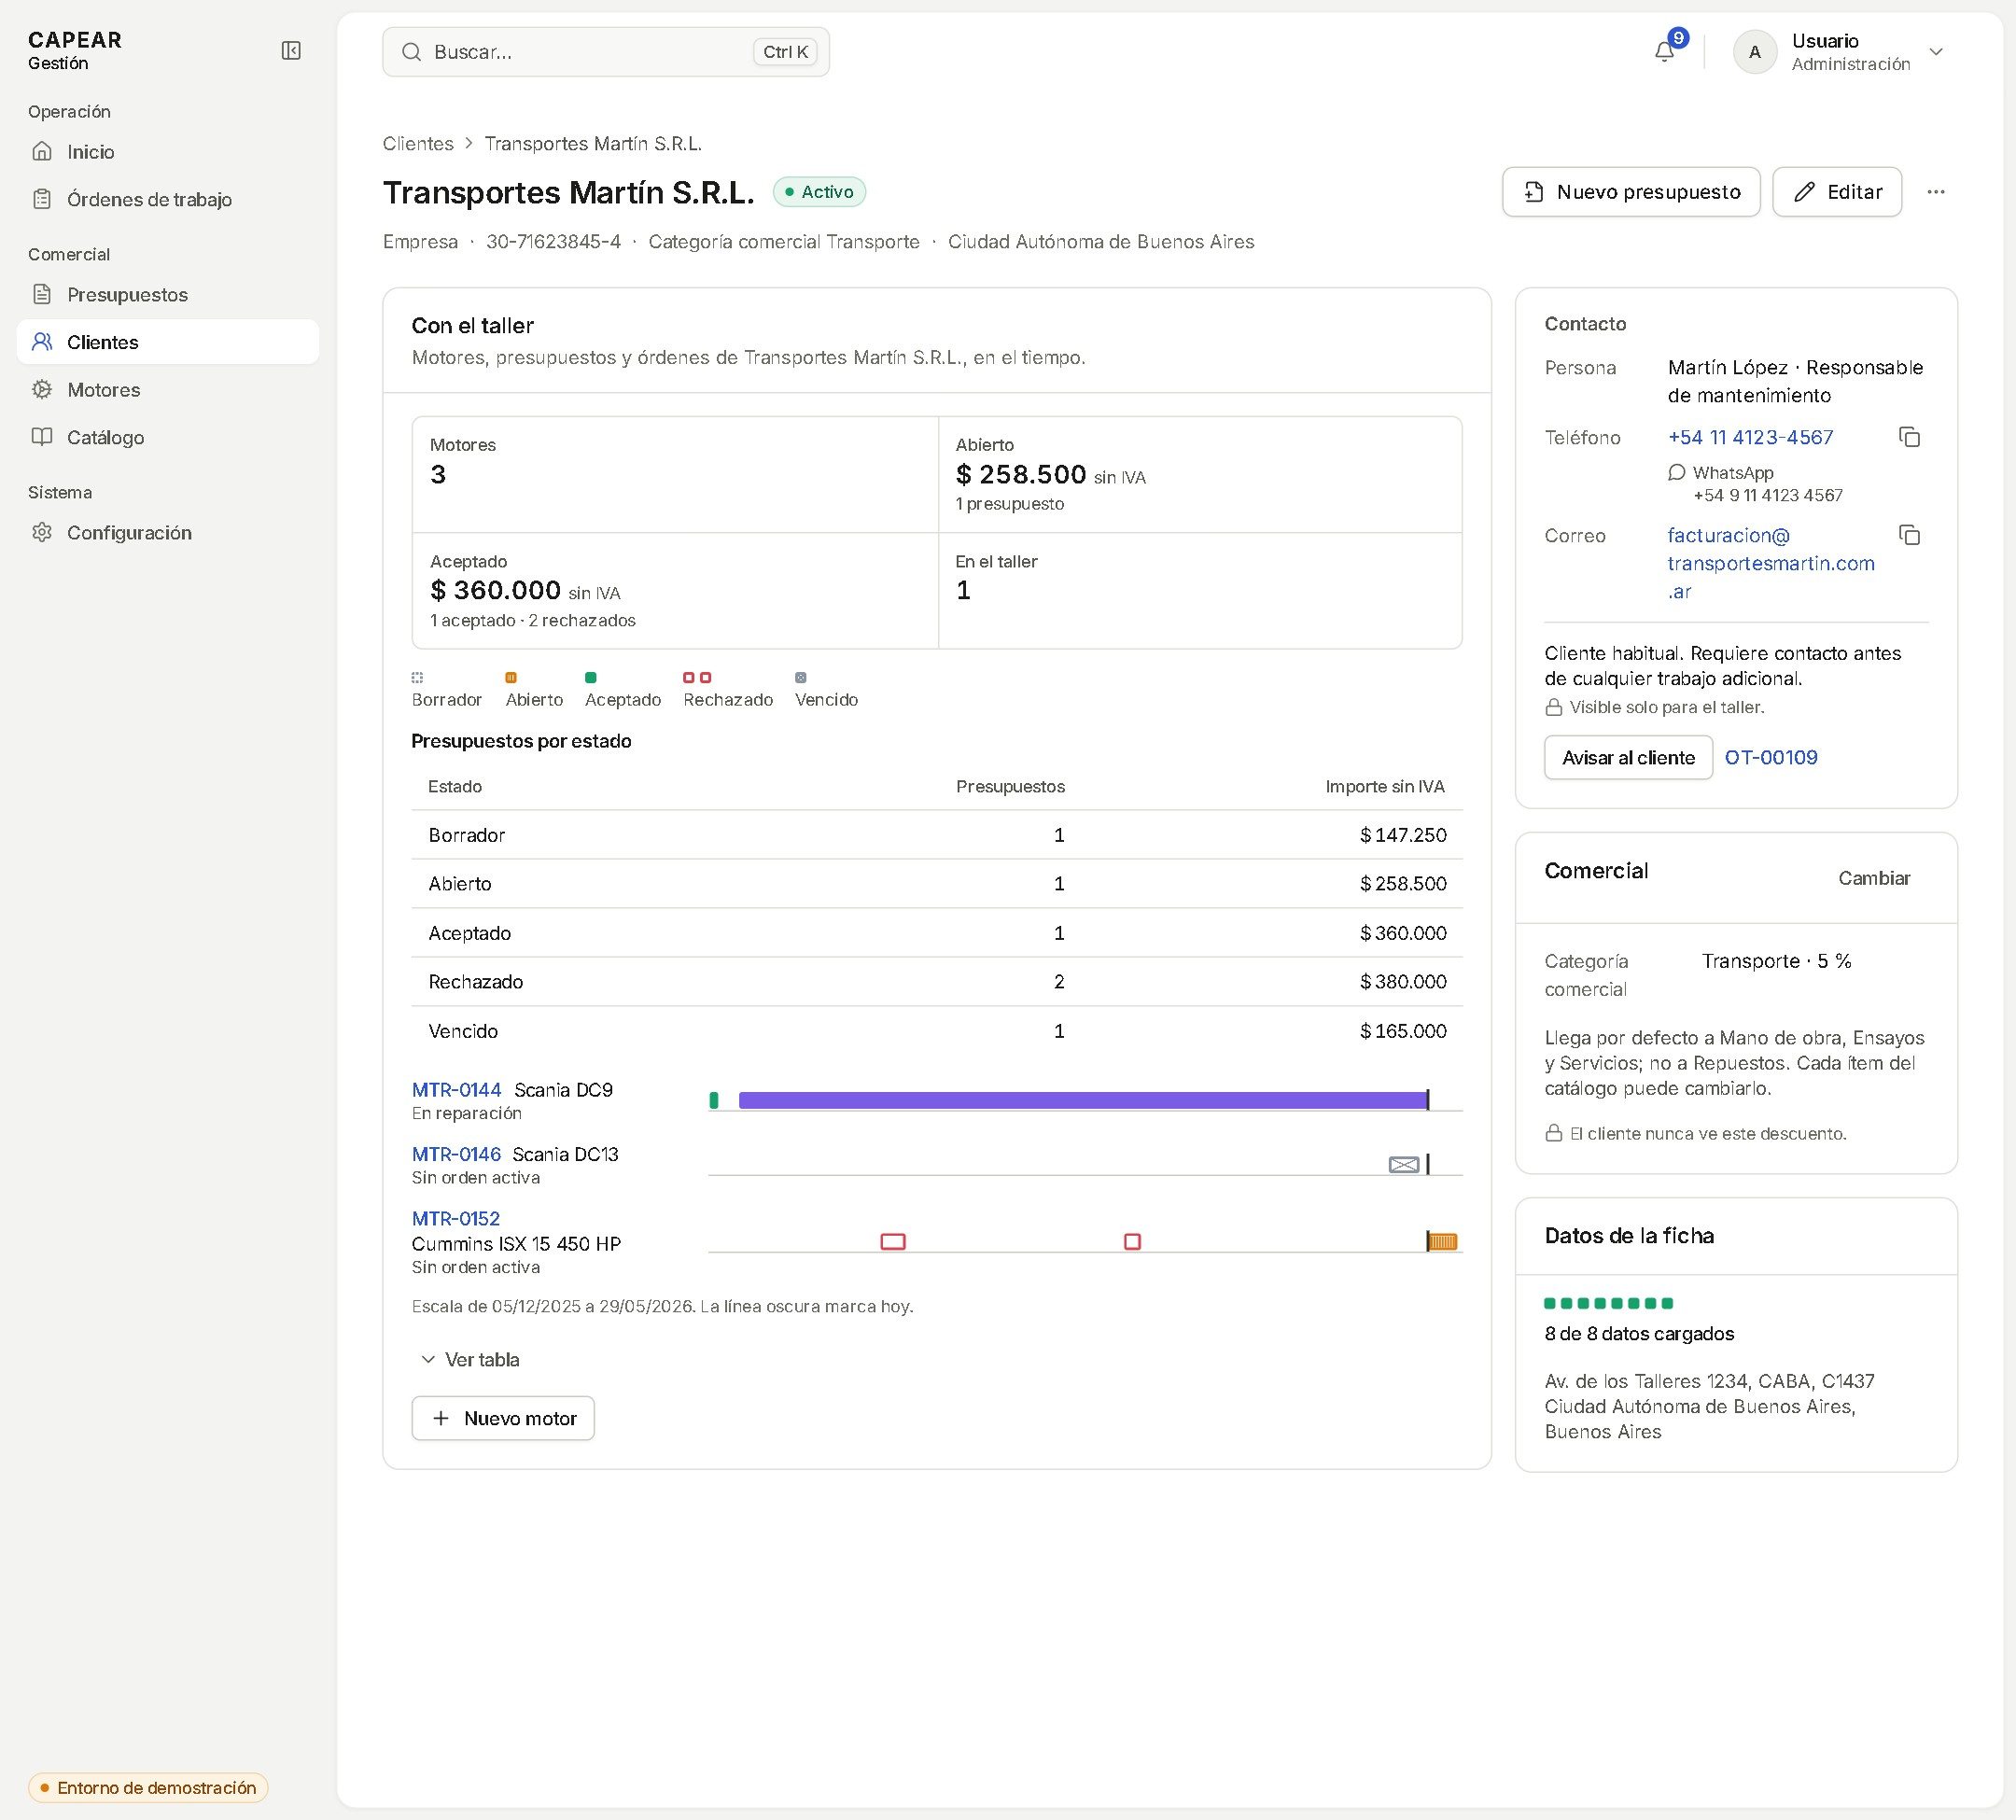 CAPEAR
Gestión
Operación
Inicio
Órdenes de trabajo
Comercial
Presupuestos
Clientes
Motores
Catálogo
Sistema
Configuración
Entorno de demostración
Buscar...
Ctrl K
9
A
Usuario
Administración
Clientes > Transportes Martín S.R.L.
Transportes Martín S.R.L.
Activo
Nuevo presupuesto
Editar
Empresa · 30-71623845-4 · Categoría comercial Transporte · Ciudad Autónoma de Buenos Aires
Con el taller
Motores, presupuestos y órdenes de Transportes Martín S.R.L., en el tiempo.
Motores
3
Abierto
$ 258.500 sin IVA
1 presupuesto
Aceptado
$ 360.000 sin IVA
1 aceptado · 2 rechazados
En el taller
1
Borrador Abierto Aceptado Rechazado Vencido
Presupuestos por estado
Estado Presupuestos Importe sin IVA
Borrador 1 $ 147.250
Abierto 1 $ 258.500
Aceptado 1 $ 360.000
Rechazado 2 $ 380.000
Vencido 1 $ 165.000
MTR-0144 Scania DC9
En reparación
MTR-0146 Scania DC13
Sin orden activa
MTR-0152
Cummins ISX 15 450 HP
Sin orden activa
Escala de 05/12/2025 a 29/05/2026. La línea oscura marca hoy.
Ver tabla
Nuevo motor
Contacto
Persona Martín López · Responsable
de mantenimiento
Teléfono +54 11 4123-4567
WhatsApp
+54 9 11 4123 4567
Correo facturacion@
transportesmartin.com
.ar
Cliente habitual. Requiere contacto antes
de cualquier trabajo adicional.
Visible solo para el taller.
Avisar al cliente OT-00109
Comercial
Cambiar
Categoría Transporte · 5 %
comercial
Llega por defecto a Mano de obra, Ensayos
y Servicios; no a Repuestos. Cada ítem del
catálogo puede cambiarlo.
El cliente nunca ve este descuento.
Datos de la ficha
8 de 8 datos cargados
Av. de los Talleres 1234, CABA, C1437
Ciudad Autónoma de Buenos Aires,
Buenos Aires